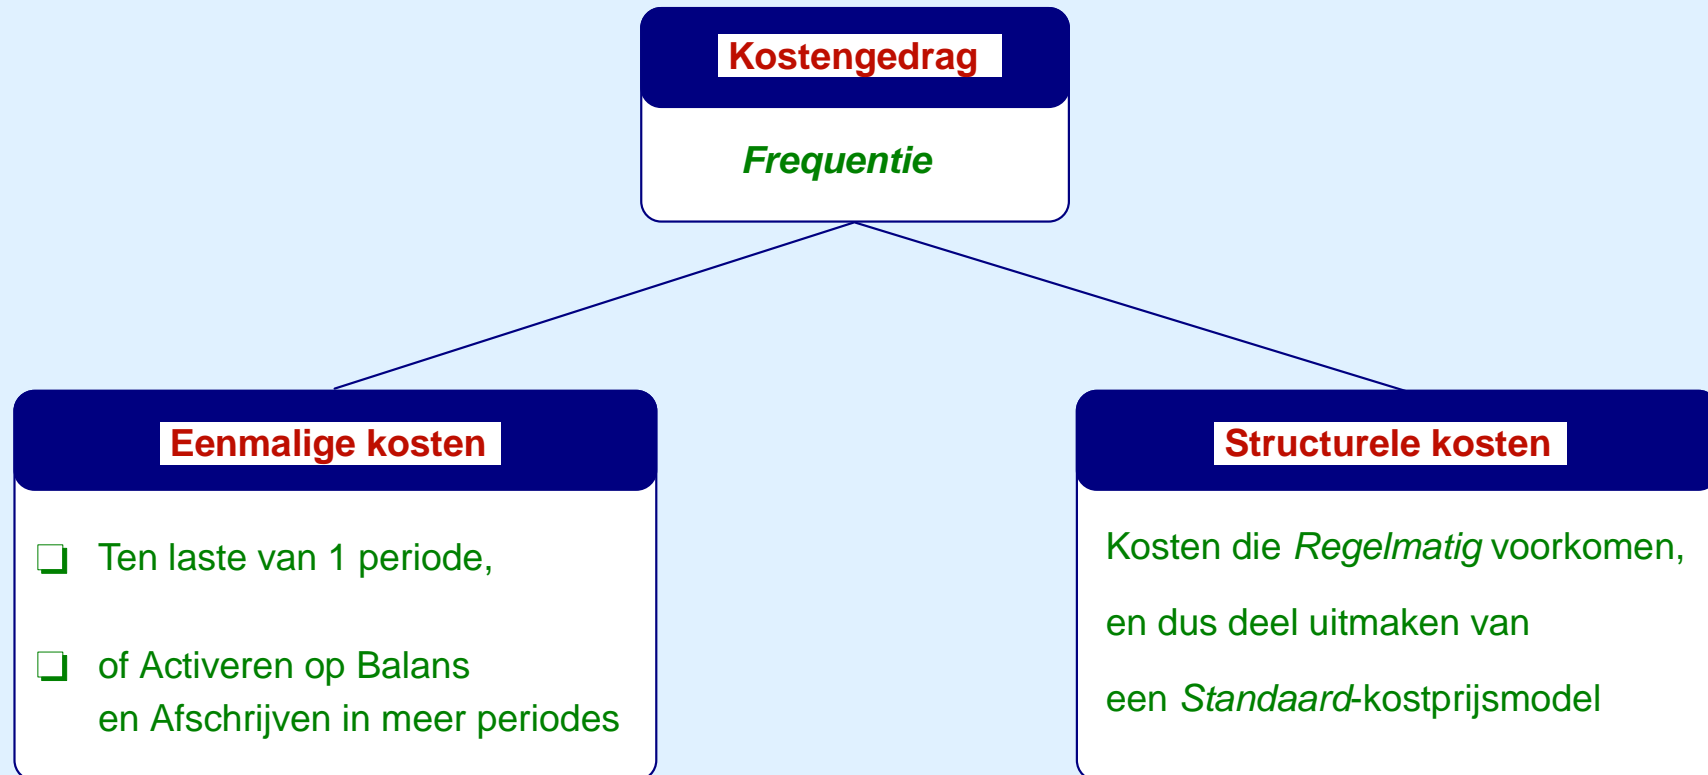 Kostengedrag
Frequentie
Eenmalige kosten
❏ Ten laste van 1 periode,
❏ of Activeren op Balans
en Afschrijven in meer periodes
Structurele kosten
Kosten die Regelmatig voorkomen,
en dus deel uitmaken van
een Standaard-kostprijsmodel